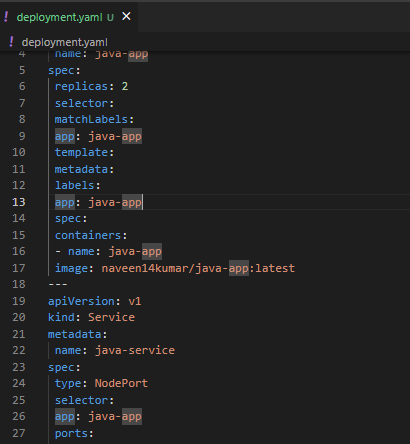 ! deployment.yaml U ×
! deployment.yaml
4 name: java-app
5 spec:
6 replicas: 2
7 selector:
8 matchLabels:
9 app: java-app
10 template:
11 metadata:
12 labels:
13 app: java-app
14 spec:
15 containers:
16 - name: java-app
17 image: naveen14kumar/java-app:latest
18 ---
19 apiVersion: v1
20 kind: Service
21 metadata:
22 name: java-service
23 spec:
24 type: NodePort
25 selector:
26 app: java-app
27 ports: